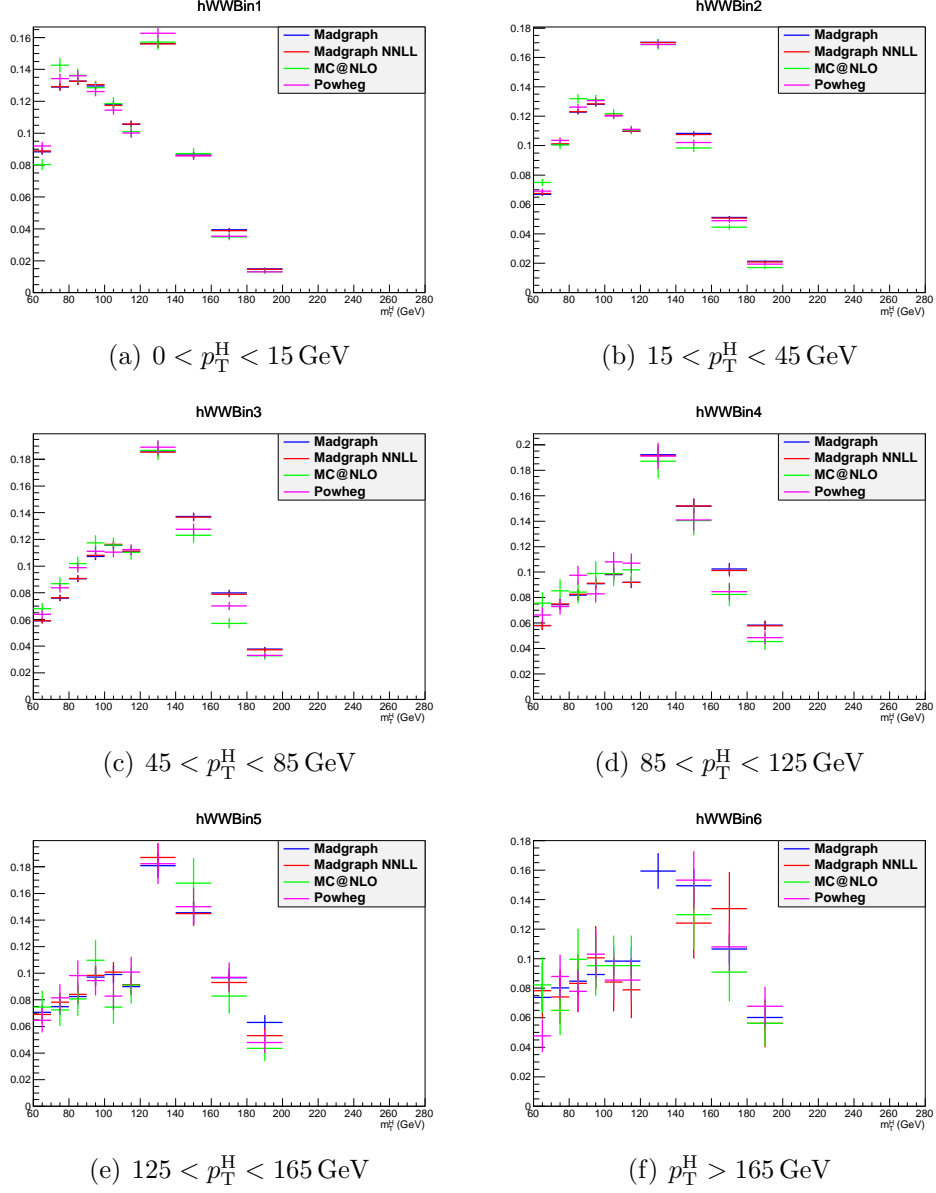 hWWBin1
0.16
0.14
0.12
0.1
0.08
0.06
0.04
0.02
0
60 80 100 120 140 160 180 200 220 240 260 280
m_T^H (GeV)
Madgraph
Madgraph NNLL
MC@NLO
Powheg
(a) 0 < p_T^H < 15 GeV
hWWBin2
0.18
0.16
0.14
0.12
0.1
0.08
0.06
0.04
0.02
0
60 80 100 120 140 160 180 200 220 240 260 280
m_T^H (GeV)
Madgraph
Madgraph NNLL
MC@NLO
Powheg
(b) 15 < p_T^H < 45 GeV
hWWBin3
0.18
0.16
0.14
0.12
0.1
0.08
0.06
0.04
0.02
0
60 80 100 120 140 160 180 200 220 240 260 280
m_T^H (GeV)
Madgraph
Madgraph NNLL
MC@NLO
Powheg
(c) 45 < p_T^H < 85 GeV
hWWBin4
0.2
0.18
0.16
0.14
0.12
0.1
0.08
0.06
0.04
0.02
0
60 80 100 120 140 160 180 200 220 240 260 280
m_T^H (GeV)
Madgraph
Madgraph NNLL
MC@NLO
Powheg
(d) 85 < p_T^H < 125 GeV
hWWBin5
0.18
0.16
0.14
0.12
0.1
0.08
0.06
0.04
0.02
0
60 80 100 120 140 160 180 200 220 240 260 280
m_T^H (GeV)
Madgraph
Madgraph NNLL
MC@NLO
Powheg
(e) 125 < p_T^H < 165 GeV
hWWBin6
0.18
0.16
0.14
0.12
0.1
0.08
0.06
0.04
0.02
0
60 80 100 120 140 160 180 200 220 240 260 280
m_T^H (GeV)
Madgraph
Madgraph NNLL
MC@NLO
Powheg
(f) p_T^H > 165 GeV